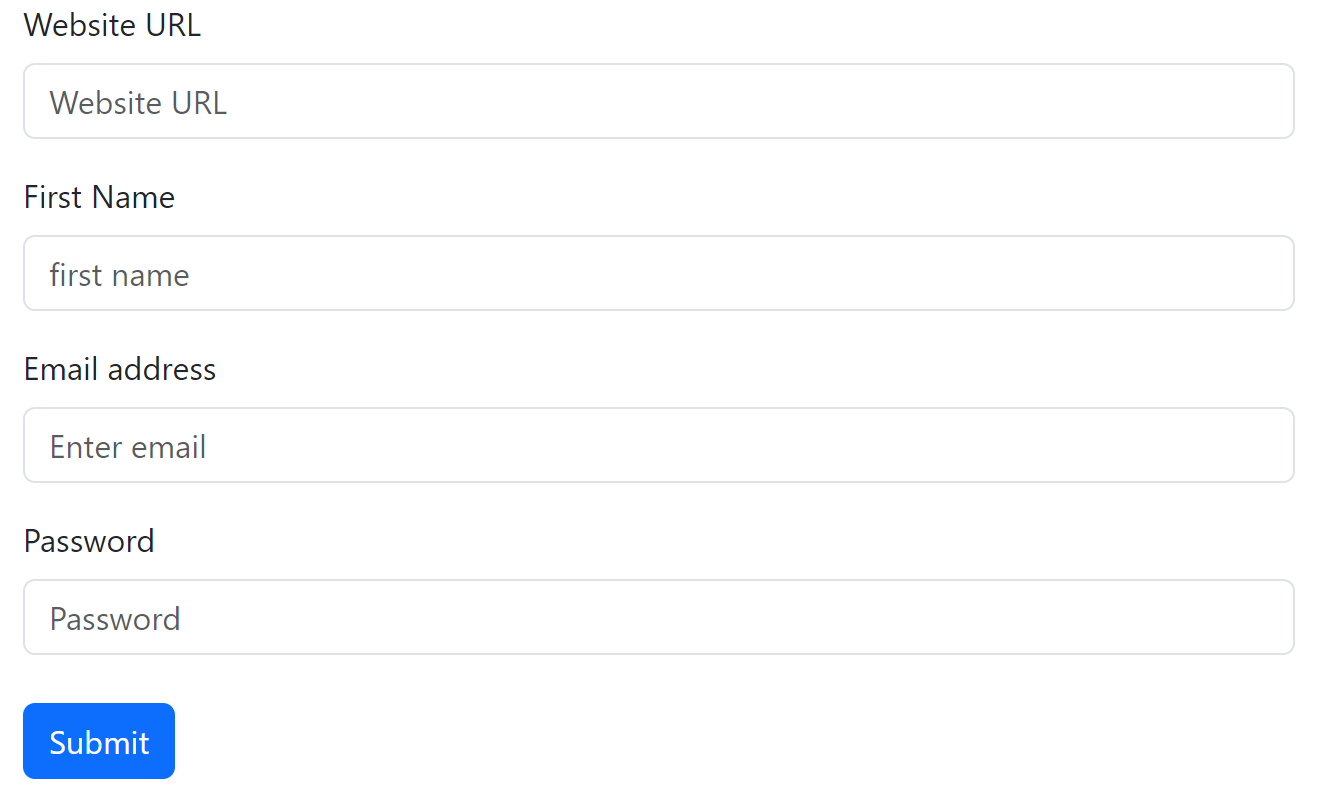 Website URL
Website URL
First Name
first name
Email address
Enter email
Password
Password
Submit